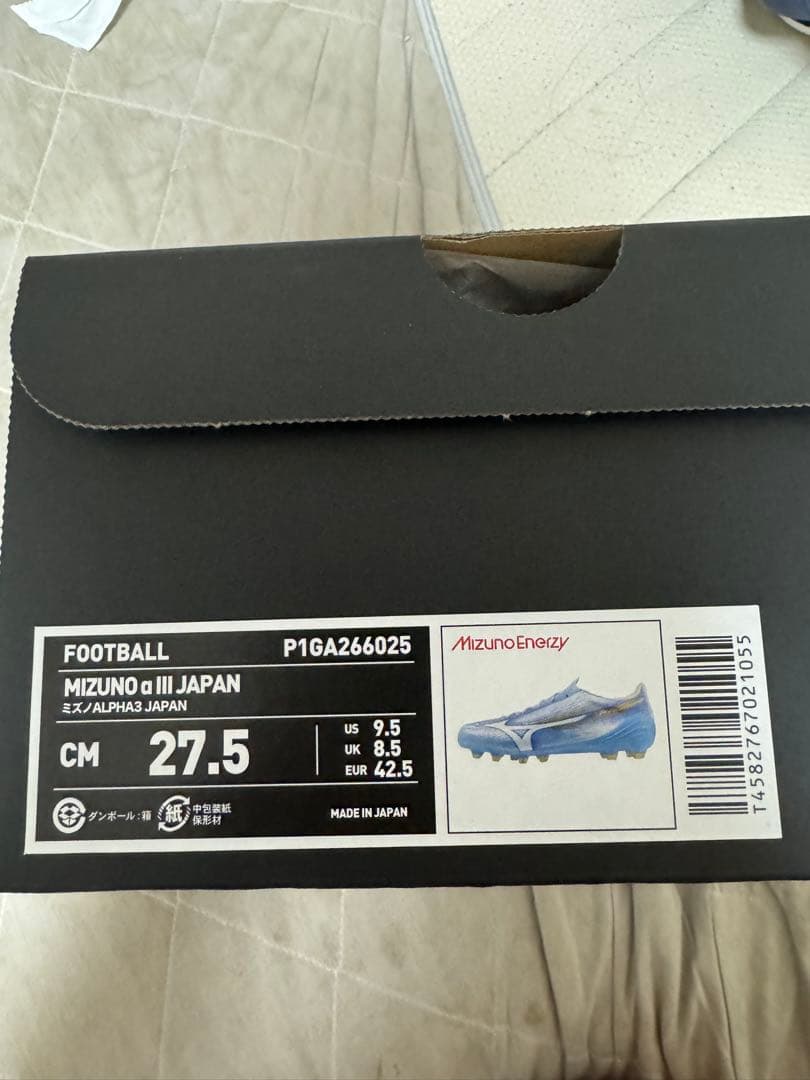 FOOTBALL P1GA266025
MIZUNO α III JAPAN
ミズノALPHA3 JAPAN
CM 27.5
US 9.5
UK 8.5
EUR 42.5
ダンボール:箱
紙
中包装紙
保形材
MADE IN JAPAN
Mizuno Enerzy
T4582767021055